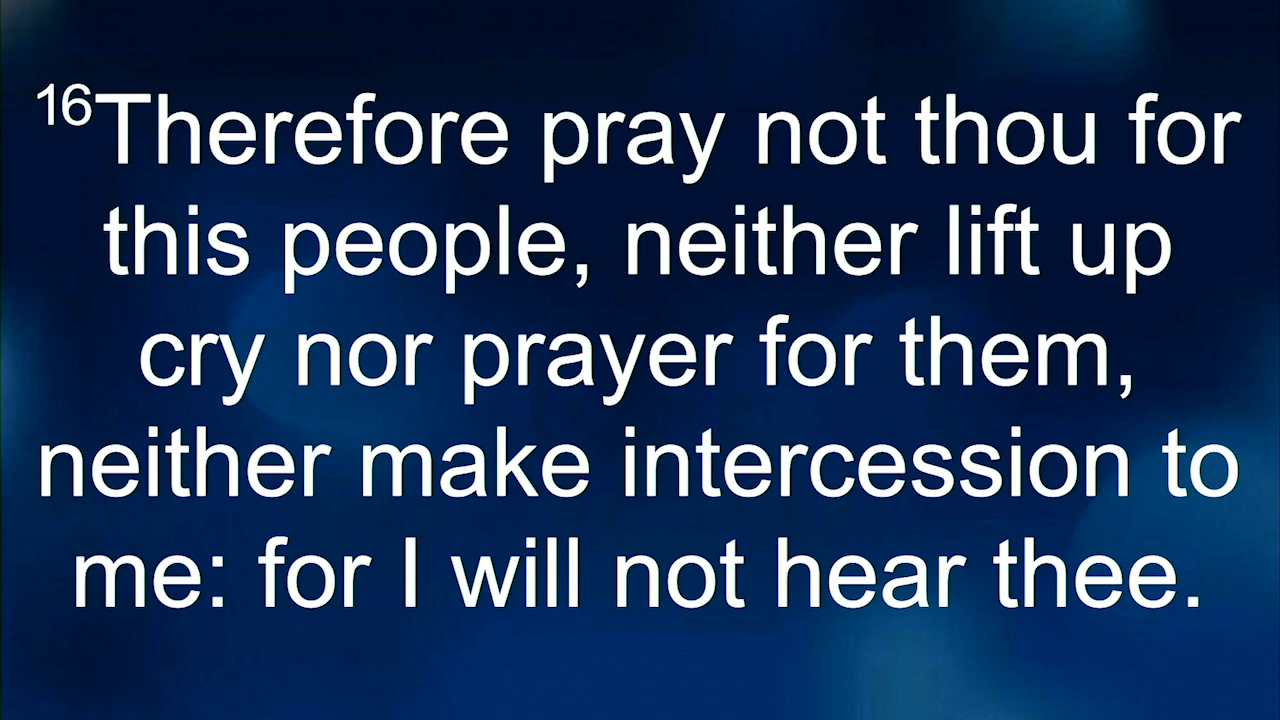 16Therefore pray not thou for
this people, neither lift up
cry nor prayer for them,
neither make intercession to
me: for I will not hear thee.